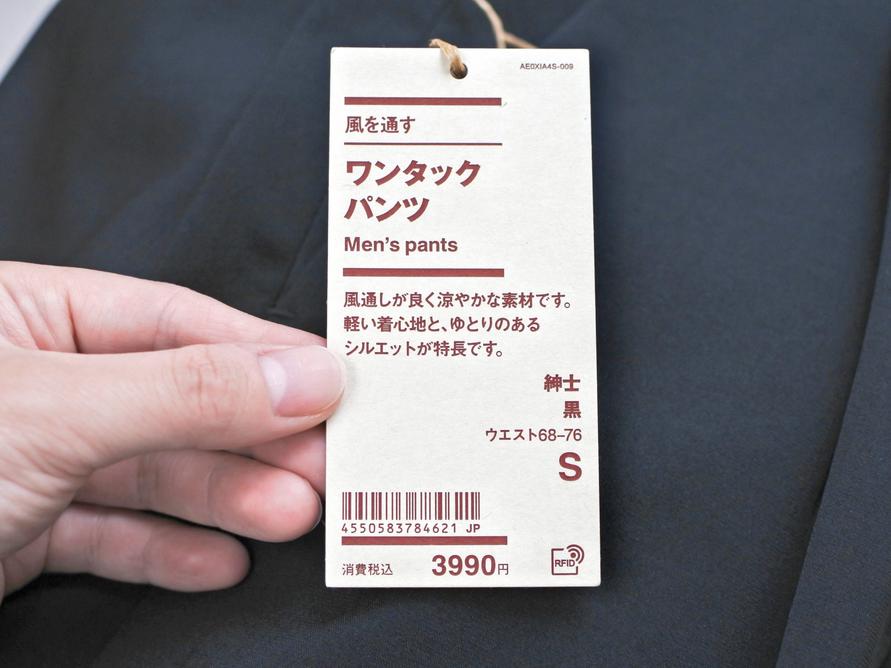 AE0XIA4S-009
風を通す
ワンタック
パンツ
Men's pants
風通しが良く涼やかな素材です。
軽い着心地と、ゆとりのある
シルエットが特長です。
紳士
黒
ウエスト68-76
S
4550583784621 JP
消費税込 3990円
RFID